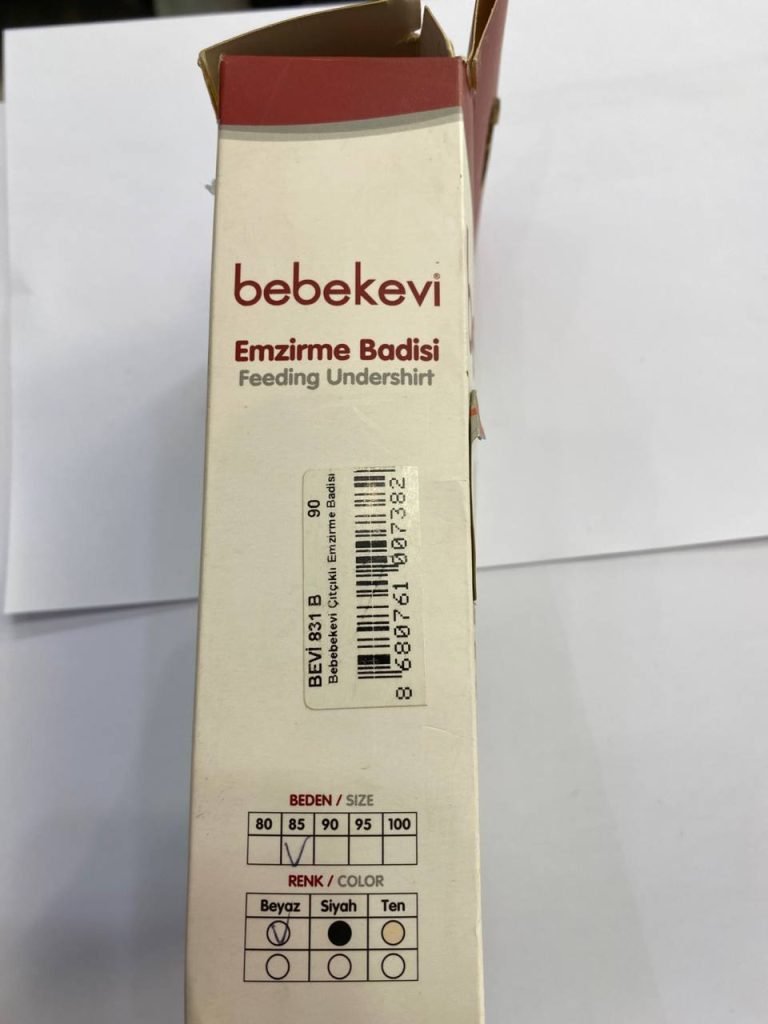 bebekevi®
Emzirme Badisi
Feeding Undershirt
BEVİ 831 B 90
Bebebekevi Çıtçıklı Emzirme Badisi
8 680761 007382
BEDEN / SIZE
80 85 90 95 100
RENK / COLOR
Beyaz Siyah Ten